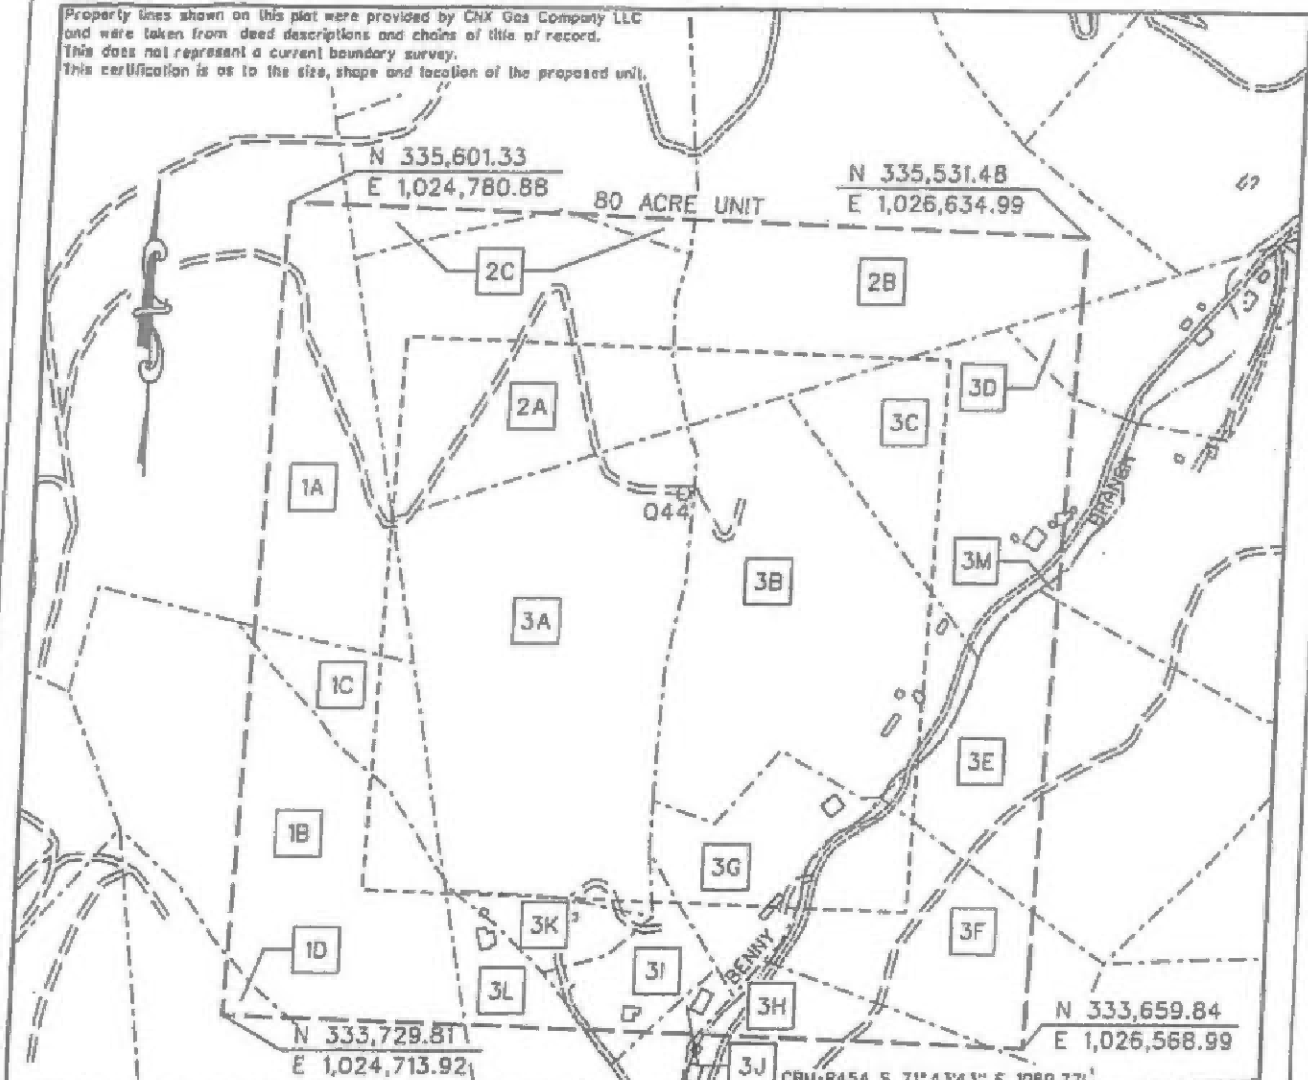 Property lines shown on this plat were provided by CNX Gas Company LLC
and were taken from deed descriptions and chains of title of record.
This does not represent a current boundary survey.
This certification is as to the size, shape and location of the proposed unit.
N 335,601.33
E 1,024,780.88
80 ACRE UNIT
N 335,531.48
E 1,026,634.99
2C
2B
3D
2A
3C
1A
Q44
BRANCH
3M
3B
3A
1C
3E
1B
3G
3K
3F
1D
3I
BENNY
3L
3H
N 333,729.81
E 1,024,713.92
N 333,659.84
E 1,026,568.99
3J